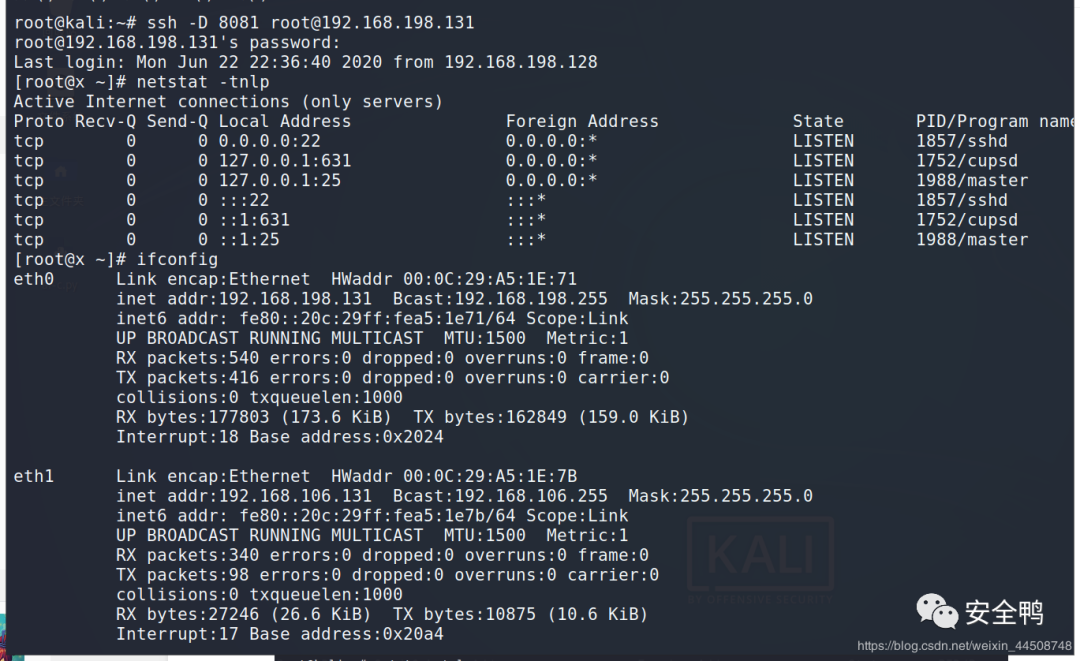 root@kali:~# ssh -D 8081 root@192.168.198.131
root@192.168.198.131's password:
Last login: Mon Jun 22 22:36:40 2020 from 192.168.198.128
[root@x ~]# netstat -tnlp
Active Internet connections (only servers)
Proto Recv-Q Send-Q Local Address Foreign Address State PID/Program name
tcp 0 0 0.0.0.0:22 0.0.0.0:* LISTEN 1857/sshd
tcp 0 0 127.0.0.1:631 0.0.0.0:* LISTEN 1752/cupsd
tcp 0 0 127.0.0.1:25 0.0.0.0:* LISTEN 1988/master
tcp 0 0 :::22 :::* LISTEN 1857/sshd
tcp 0 0 ::1:631 :::* LISTEN 1752/cupsd
tcp 0 0 ::1:25 :::* LISTEN 1988/master
[root@x ~]# ifconfig
eth0 Link encap:Ethernet HWaddr 00:0C:29:A5:1E:71
inet addr:192.168.198.131 Bcast:192.168.198.255 Mask:255.255.255.0
inet6 addr: fe80::20c:29ff:fea5:1e71/64 Scope:Link
UP BROADCAST RUNNING MULTICAST MTU:1500 Metric:1
RX packets:540 errors:0 dropped:0 overruns:0 frame:0
TX packets:416 errors:0 dropped:0 overruns:0 carrier:0
collisions:0 txqueuelen:1000
RX bytes:177803 (173.6 KiB) TX bytes:162849 (159.0 KiB)
Interrupt:18 Base address:0x2024
eth1 Link encap:Ethernet HWaddr 00:0C:29:A5:1E:7B
inet addr:192.168.106.131 Bcast:192.168.106.255 Mask:255.255.255.0
inet6 addr: fe80::20c:29ff:fea5:1e7b/64 Scope:Link
UP BROADCAST RUNNING MULTICAST MTU:1500 Metric:1
RX packets:340 errors:0 dropped:0 overruns:0 frame:0
TX packets:98 errors:0 dropped:0 overruns:0 carrier:0
collisions:0 txqueuelen:1000
RX bytes:27246 (26.6 KiB) TX bytes:10875 (10.6 KiB)
Interrupt:17 Base address:0x20a4
KALI
BY OFFENSIVE SECURITY
安全鸭
https://blog.csdn.net/weixin_44508748